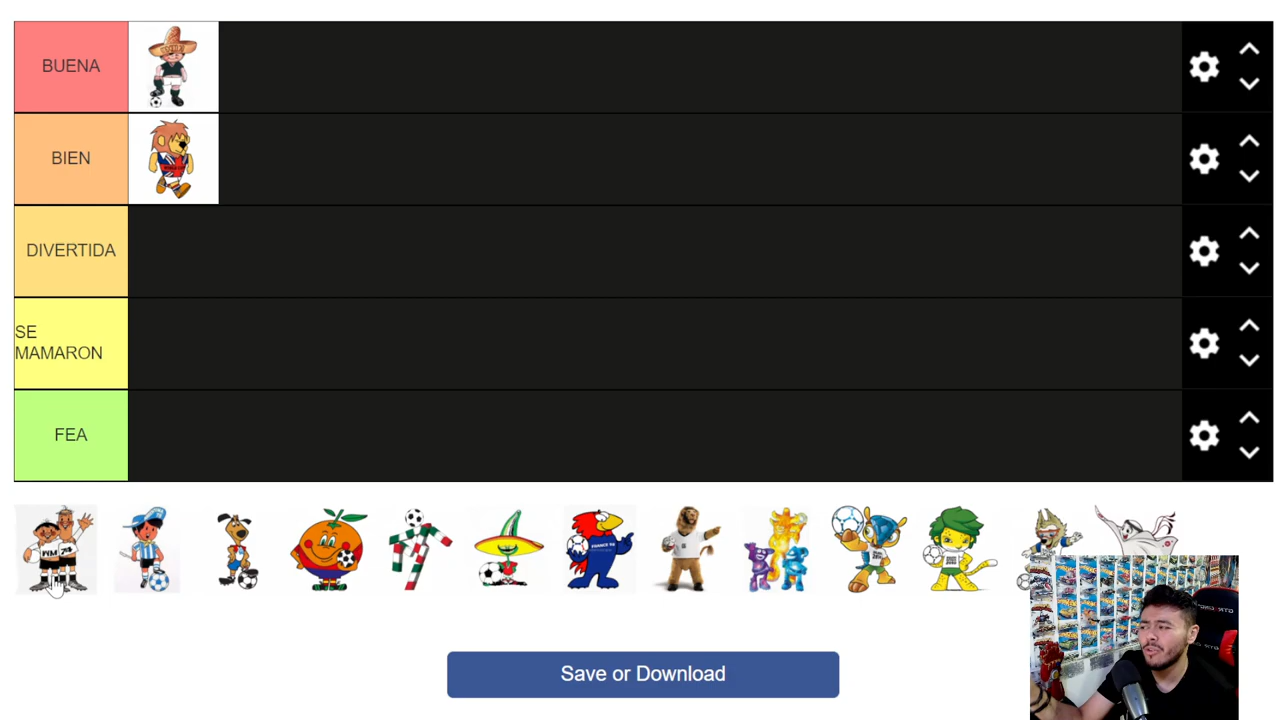 BUENA
BIEN
DIVERTIDA
SE
MAMARON
FEA
Save or Download